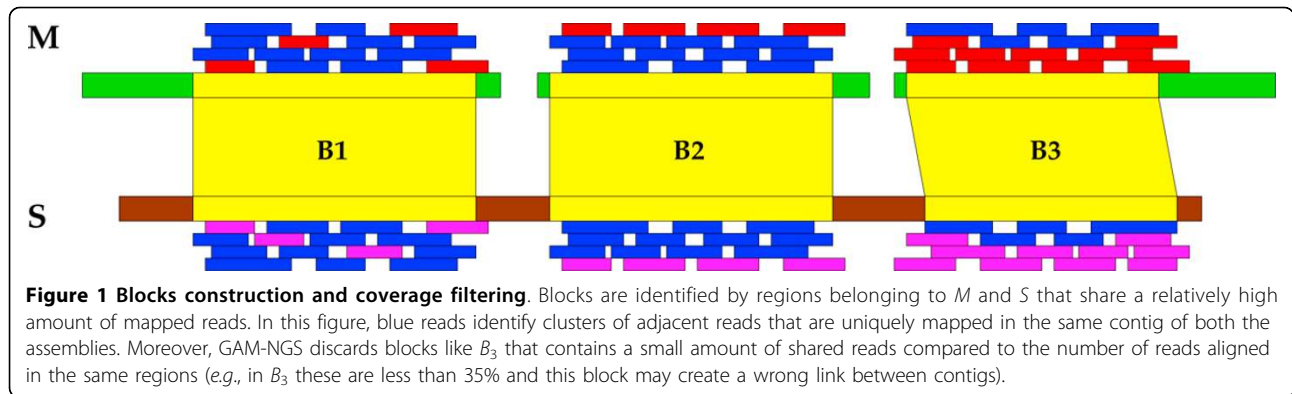 M
B1
B2
B3
S
Figure 1 Blocks construction and coverage filtering. Blocks are identified by regions belonging to M and S that share a relatively high
amount of mapped reads. In this figure, blue reads identify clusters of adjacent reads that are uniquely mapped in the same contig of both the
assemblies. Moreover, GAM-NGS discards blocks like B3 that contains a small amount of shared reads compared to the number of reads aligned
in the same regions (e.g., in B3 these are less than 35% and this block may create a wrong link between contigs).